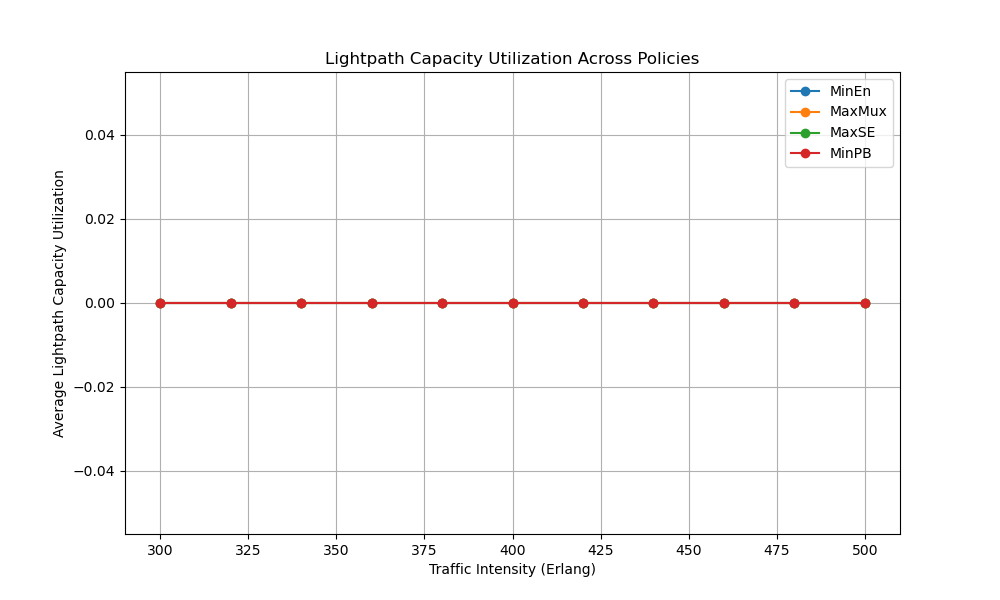 Lightpath Capacity Utilization Across Policies
MinEn
MaxMux
MaxSE
MinPB
Average Lightpath Capacity Utilization
0.04
0.02
0.00
−0.02
−0.04
300 325 350 375 400 425 450 475 500
Traffic Intensity (Erlang)